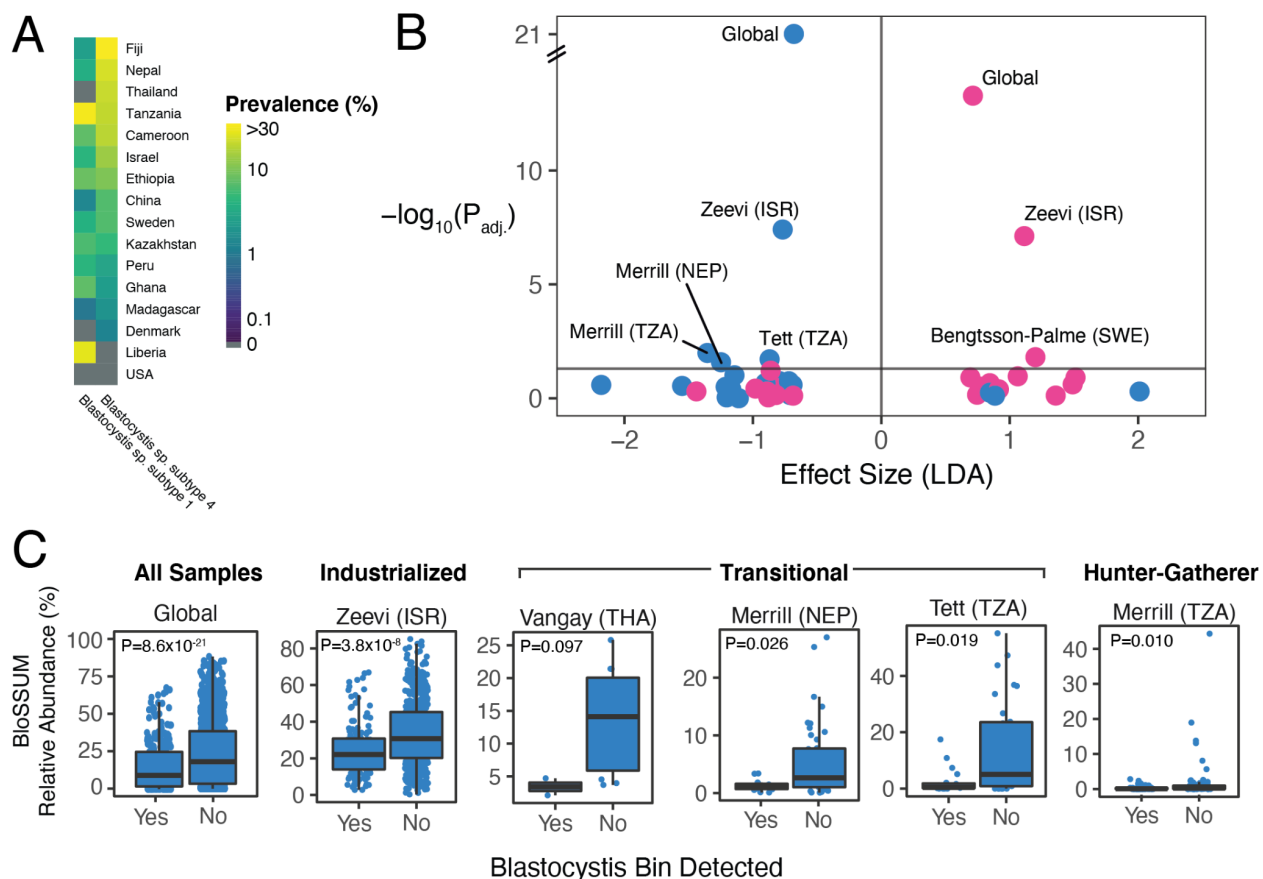 A
Fiji
Nepal
Thailand
Tanzania
Cameroon
Israel
Ethiopia
China
Sweden
Kazakhstan
Peru
Ghana
Madagascar
Denmark
Liberia
USA
Blastocystis sp. subtype 4
Blastocystis sp. subtype 1
Prevalence (%)
>30
10
1
0.1
0
B
21
10
5
0
−log10(Padj.)
Global
Global
Zeevi (ISR)
Zeevi (ISR)
Merrill (NEP)
Merrill (TZA)
Tett (TZA)
Bengtsson-Palme (SWE)
−2 −1 0 1 2
Effect Size (LDA)
C
All Samples Industrialized Transitional Hunter-Gatherer
BloSSUM
Relative Abundance (%)
Global
P=8.6x10-21
100
75
50
25
0
Yes No
Zeevi (ISR)
P=3.8x10-8
80
60
40
20
0
Yes No
Vangay (THA)
P=0.097
25
20
15
10
5
Yes No
Merrill (NEP)
P=0.026
20
10
0
Yes No
Tett (TZA)
P=0.019
40
20
0
Yes No
Merrill (TZA)
P=0.010
40
30
20
10
0
Yes No
Blastocystis Bin Detected